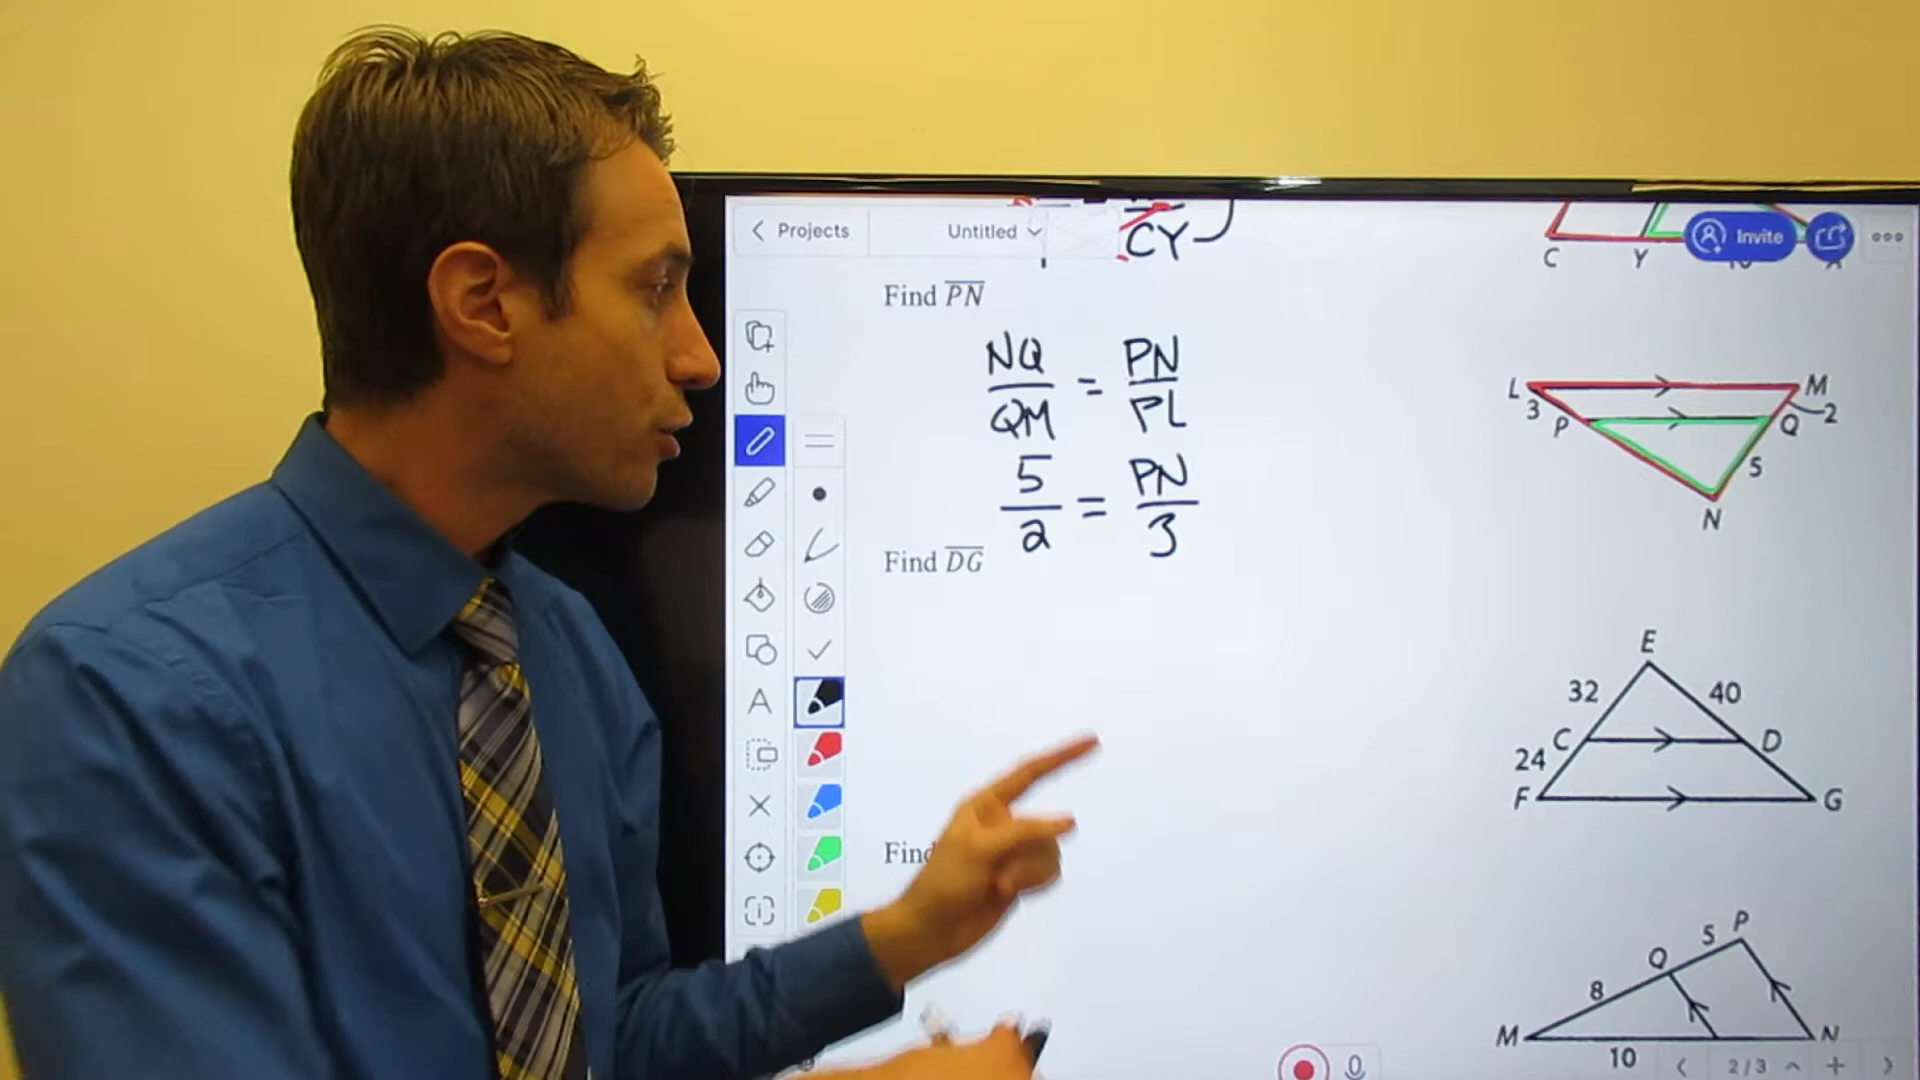 Projects
Untitled
CY
Invite
C Y
Find PN
NQ/QM = PN/PL
5/2 = PN/3
L M
3 2
P Q
5
N
Find DG
E
32 40
C D
24
F G
Find
P
5
Q
8
M N
10
2/3